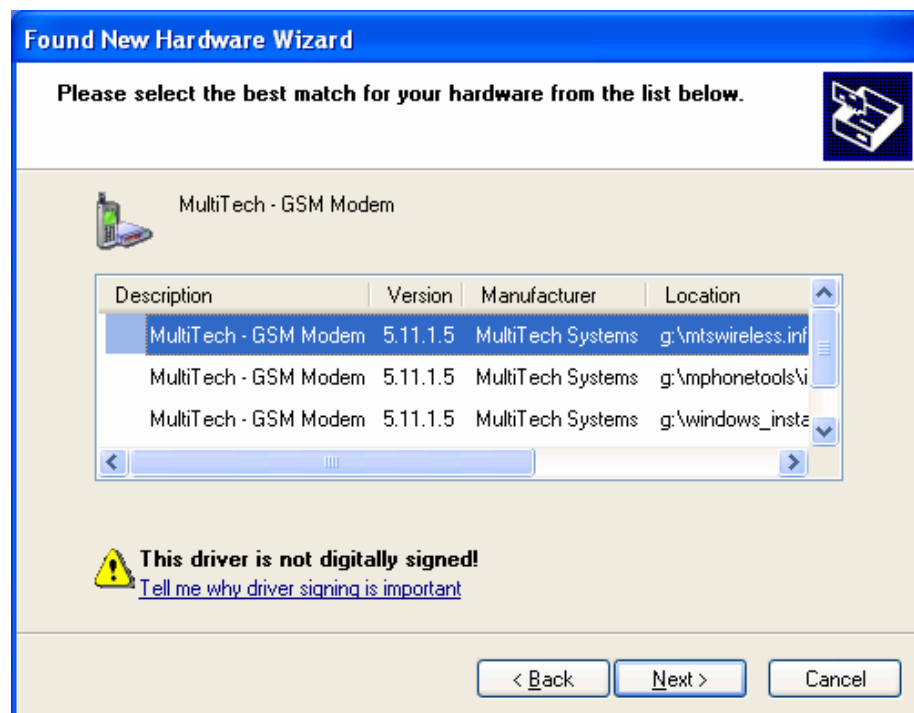 Found New Hardware Wizard
Please select the best match for your hardware from the list below.
MultiTech - GSM Modem
Description Version Manufacturer Location
MultiTech - GSM Modem 5.11.1.5 MultiTech Systems g:\mtswireless.inf
MultiTech - GSM Modem 5.11.1.5 MultiTech Systems g:\mphonetools\i
MultiTech - GSM Modem 5.11.1.5 MultiTech Systems g:\windows_insta
This driver is not digitally signed!
Tell me why driver signing is important
< Back Next > Cancel